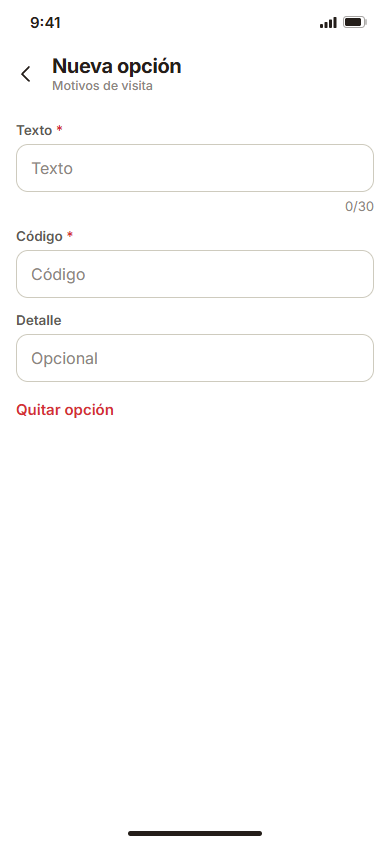 9:41
Nueva opción
Motivos de visita
Texto *
Texto
0/30
Código *
Código
Detalle
Opcional
Quitar opción